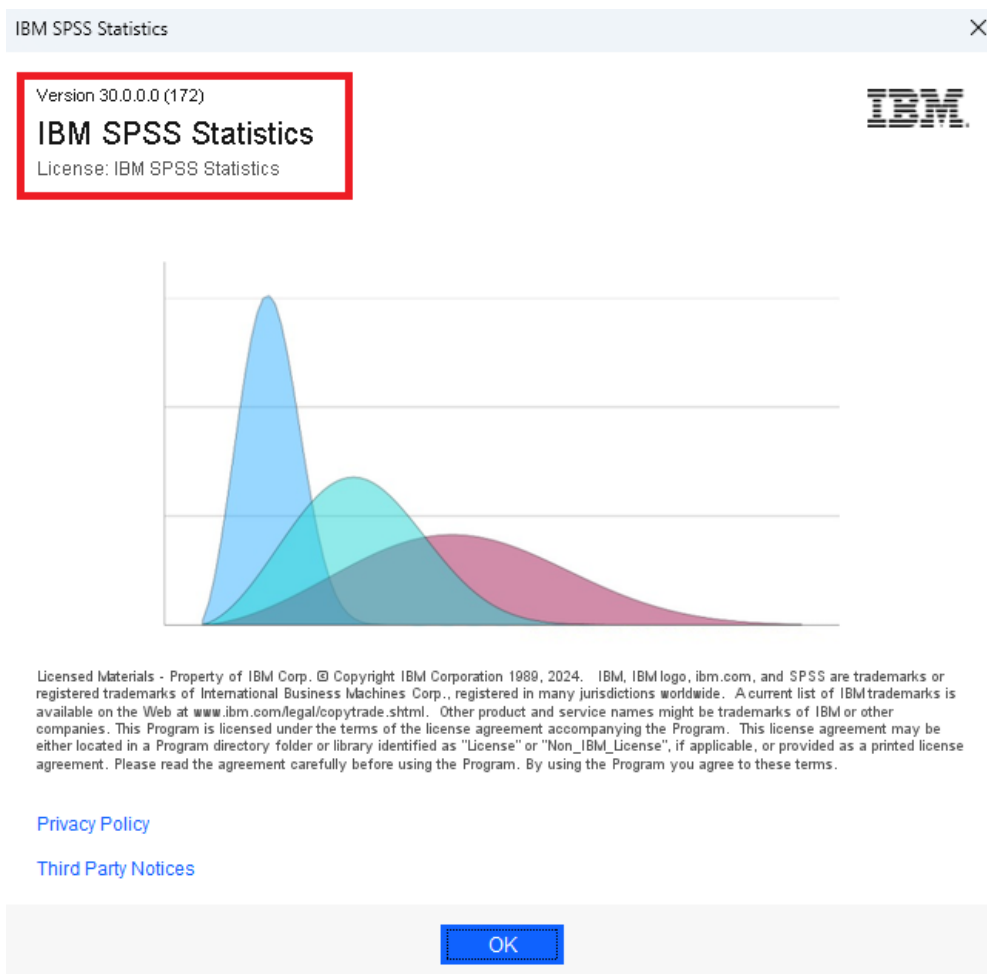 IBM SPSS Statistics
Version 30.0.0.0 (172)
IBM SPSS Statistics
License: IBM SPSS Statistics
IBM.
Licensed Materials - Property of IBM Corp. © Copyright IBM Corporation 1989, 2024. IBM, IBM logo, ibm.com, and SPSS are trademarks or
registered trademarks of International Business Machines Corp., registered in many jurisdictions worldwide. A current list of IBM trademarks is
available on the Web at www.ibm.com/legal/copytrade.shtml. Other product and service names might be trademarks of IBM or other
companies. This Program is licensed under the terms of the license agreement accompanying the Program. This license agreement may be
either located in a Program directory folder or library identified as "License" or "Non_IBM_License", if applicable, or provided as a printed license
agreement. Please read the agreement carefully before using the Program. By using the Program you agree to these terms.
Privacy Policy
Third Party Notices
OK